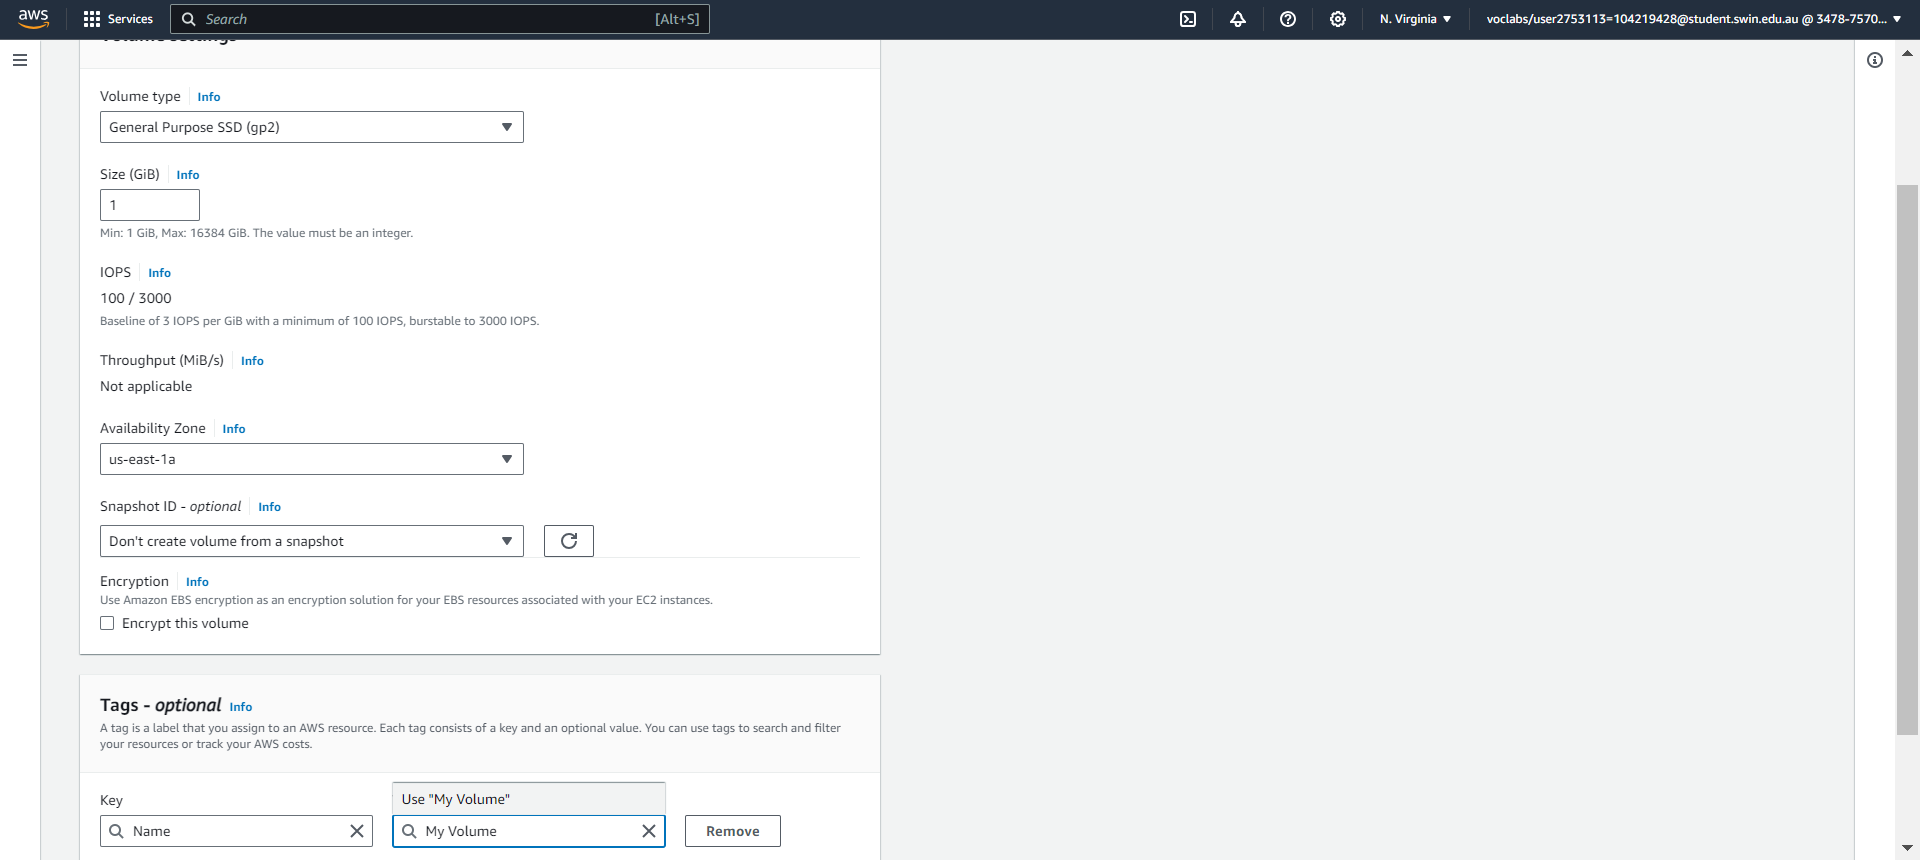 aws Services Search [Alt+S] N. Virginia voclabs/user2753113=104219428@student.swin.edu.au @ 3478-7570...
Volume settings
Volume type Info
General Purpose SSD (gp2)
Size (GiB) Info
1
Min: 1 GiB, Max: 16384 GiB. The value must be an integer.
IOPS Info
100 / 3000
Baseline of 3 IOPS per GiB with a minimum of 100 IOPS, burstable to 3000 IOPS.
Throughput (MiB/s) Info
Not applicable
Availability Zone Info
us-east-1a
Snapshot ID - optional Info
Don't create volume from a snapshot
Encryption Info
Use Amazon EBS encryption as an encryption solution for your EBS resources associated with your EC2 instances.
Encrypt this volume
Tags - optional Info
A tag is a label that you assign to an AWS resource. Each tag consists of a key and an optional value. You can use tags to search and filter
your resources or track your AWS costs.
Key Use "My Volume"
Name My Volume Remove